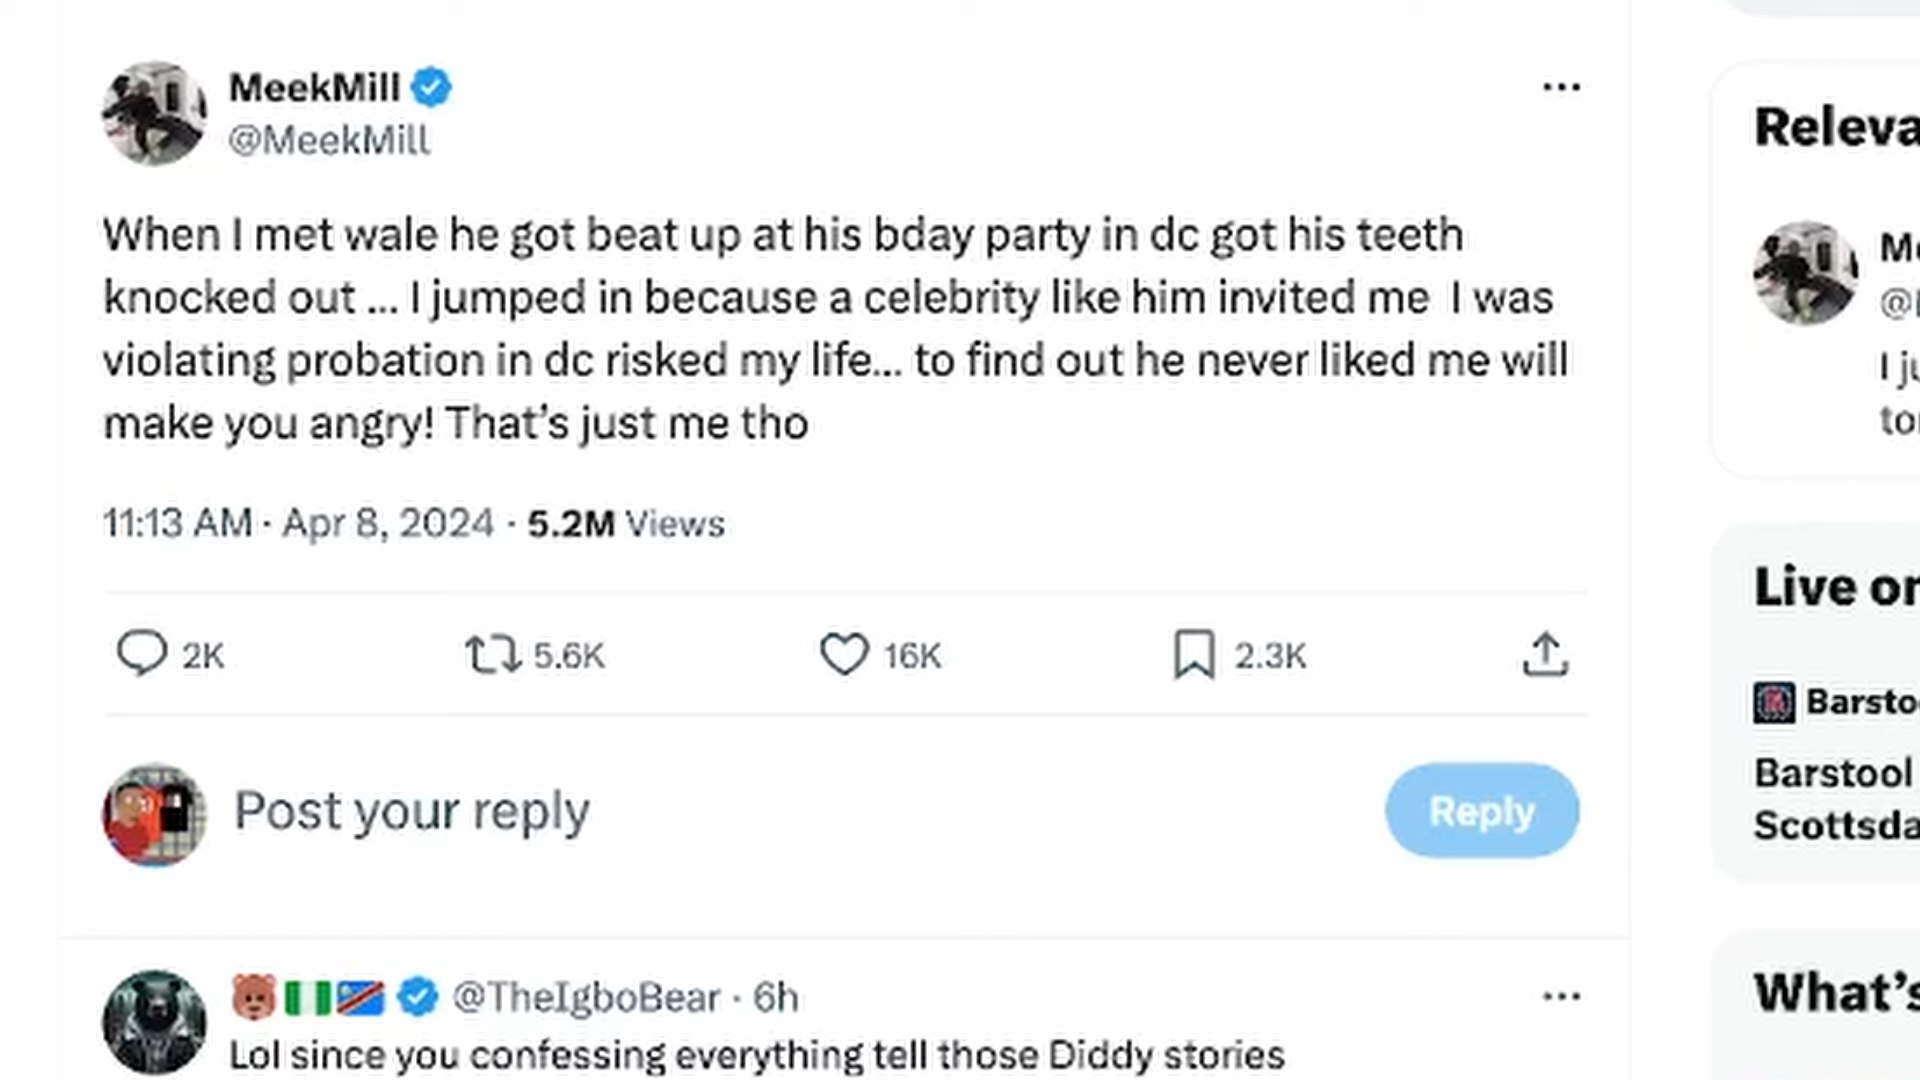 MeekMill
@MeekMill
When I met wale he got beat up at his bday party in dc got his teeth
knocked out ... I jumped in because a celebrity like him invited me  I was
violating probation in dc risked my life... to find out he never liked me will
make you angry! That's just me tho
11:13 AM · Apr 8, 2024 · 5.2M Views
2K 5.6K 16K 2.3K
Post your reply
Reply
@TheIgboBear · 6h
Lol since you confessing everything tell those Diddy stories
Releva
Me
I ju
Live on
Barstoo
Barstool
Scottsda
What's